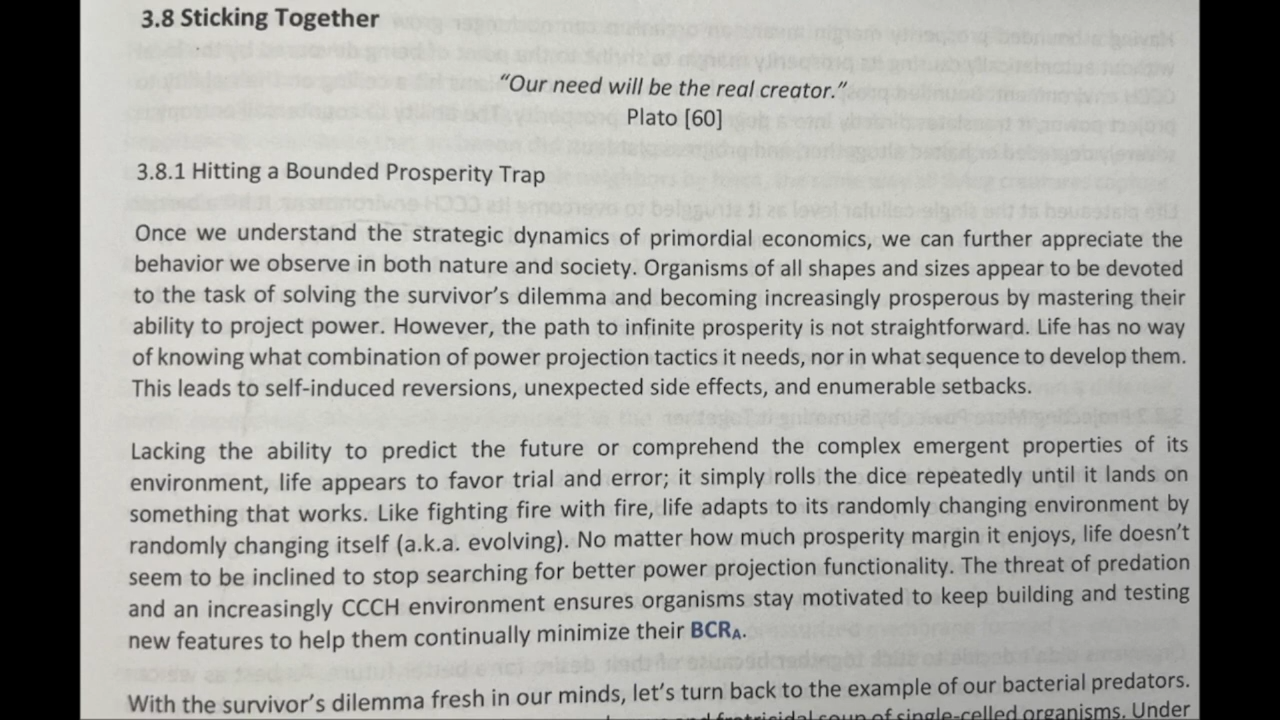 3.8 Sticking Together
“Our need will be the real creator.”
Plato [60]
3.8.1 Hitting a Bounded Prosperity Trap
Once we understand the strategic dynamics of primordial economics, we can further appreciate the
behavior we observe in both nature and society. Organisms of all shapes and sizes appear to be devoted
to the task of solving the survivor’s dilemma and becoming increasingly prosperous by mastering their
ability to project power. However, the path to infinite prosperity is not straightforward. Life has no way
of knowing what combination of power projection tactics it needs, nor in what sequence to develop them.
This leads to self-induced reversions, unexpected side effects, and enumerable setbacks.
Lacking the ability to predict the future or comprehend the complex emergent properties of its
environment, life appears to favor trial and error; it simply rolls the dice repeatedly until it lands on
something that works. Like fighting fire with fire, life adapts to its randomly changing environment by
randomly changing itself (a.k.a. evolving). No matter how much prosperity margin it enjoys, life doesn’t
seem to be inclined to stop searching for better power projection functionality. The threat of predation
and an increasingly CCCH environment ensures organisms stay motivated to keep building and testing
new features to help them continually minimize their BCRA.
With the survivor’s dilemma fresh in our minds, let’s turn back to the example of our bacterial predators.
and fratricidal soup of single-celled organisms. Under